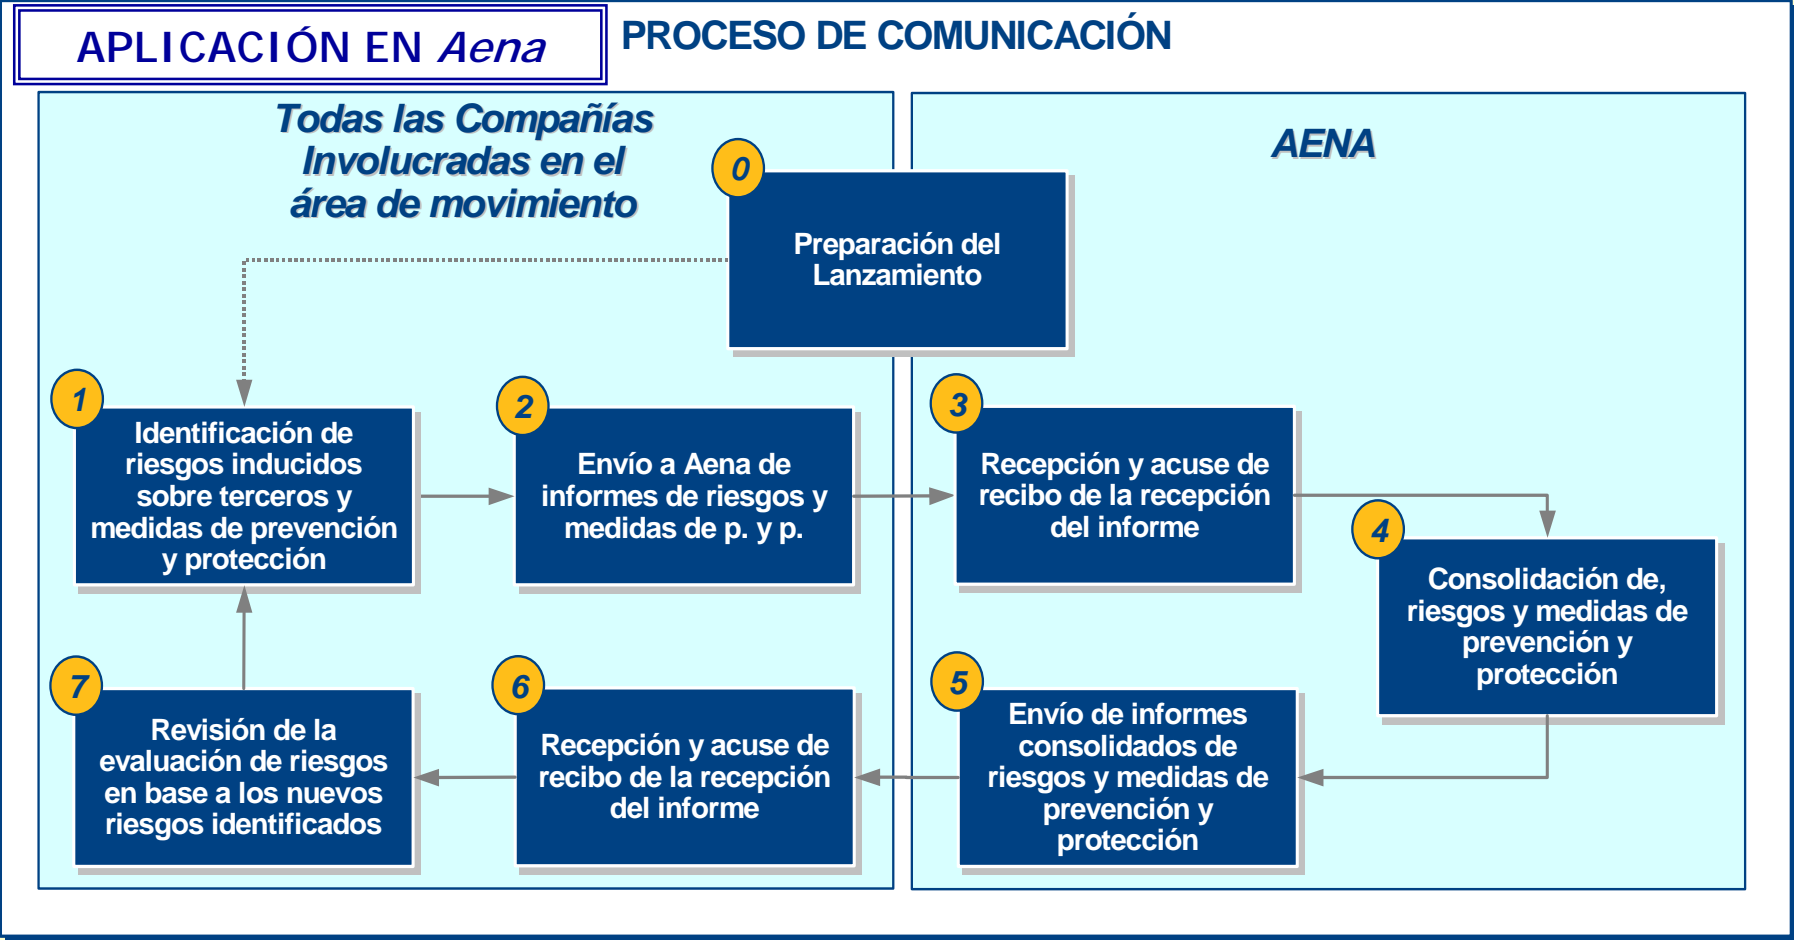 APLICACIÓN EN Aena
PROCESO DE COMUNICACIÓN
Todas las Compañías
Involucradas en el
área de movimiento
AENA
0
Preparación del
Lanzamiento
1
Identificación de
riesgos inducidos
sobre terceros y
medidas de prevención
y protección
2
Envío a Aena de
informes de riesgos y
medidas de p. y p.
3
Recepción y acuse de
recibo de la recepción
del informe
4
Consolidación de,
riesgos y medidas de
prevención y
protección
5
Envío de informes
consolidados de
riesgos y medidas de
prevención y
protección
6
Recepción y acuse de
recibo de la recepción
del informe
7
Revisión de la
evaluación de riesgos
en base a los nuevos
riesgos identificados